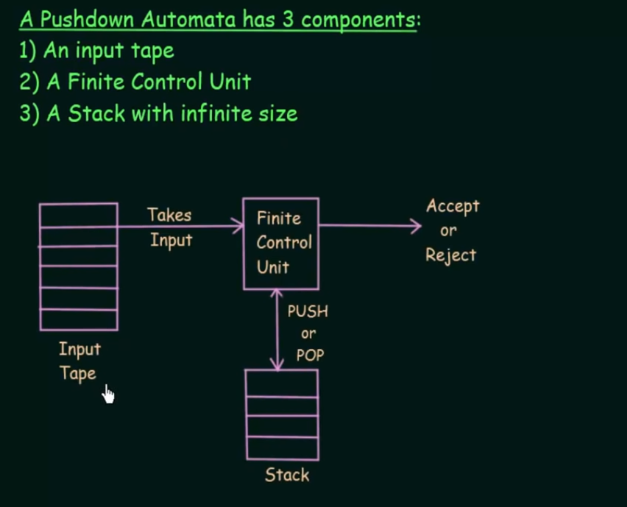 A Pushdown Automata has 3 components:
1) An input tape
2) A Finite Control Unit
3) A Stack with infinite size
Takes
Input
Finite
Control
Unit
Accept
or
Reject
PUSH
or
POP
Input
Tape
Stack